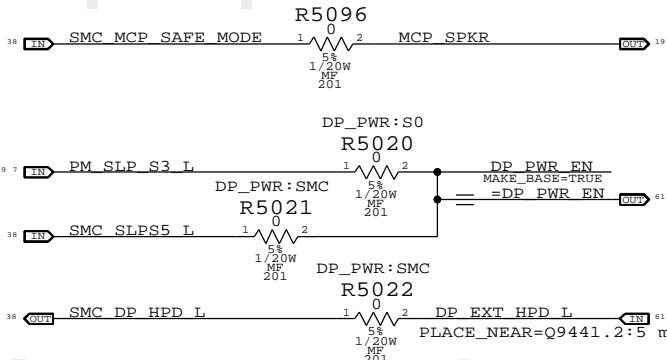 R5096
0
38 IN SMC_MCP_SAFE_MODE 1 2 MCP_SPKR OUT 19
5%
1/20W
MF
201
DP_PWR:S0
R5020
0
9 7 IN PM_SLP_S3_L 1 2 DP_PWR_EN
MAKE_BASE=TRUE
5%
1/20W
MF
201
=DP_PWR_EN OUT 61
DP_PWR:SMC
R5021
0
38 IN SMC_SLPS5_L 1 2
5%
1/20W
MF
201
DP_PWR:SMC
R5022
0
38 OUT SMC_DP_HPD_L 1 2 DP_EXT_HPD_L IN 61
5%
1/20W
MF
201
PLACE_NEAR=Q9441.2:5 m